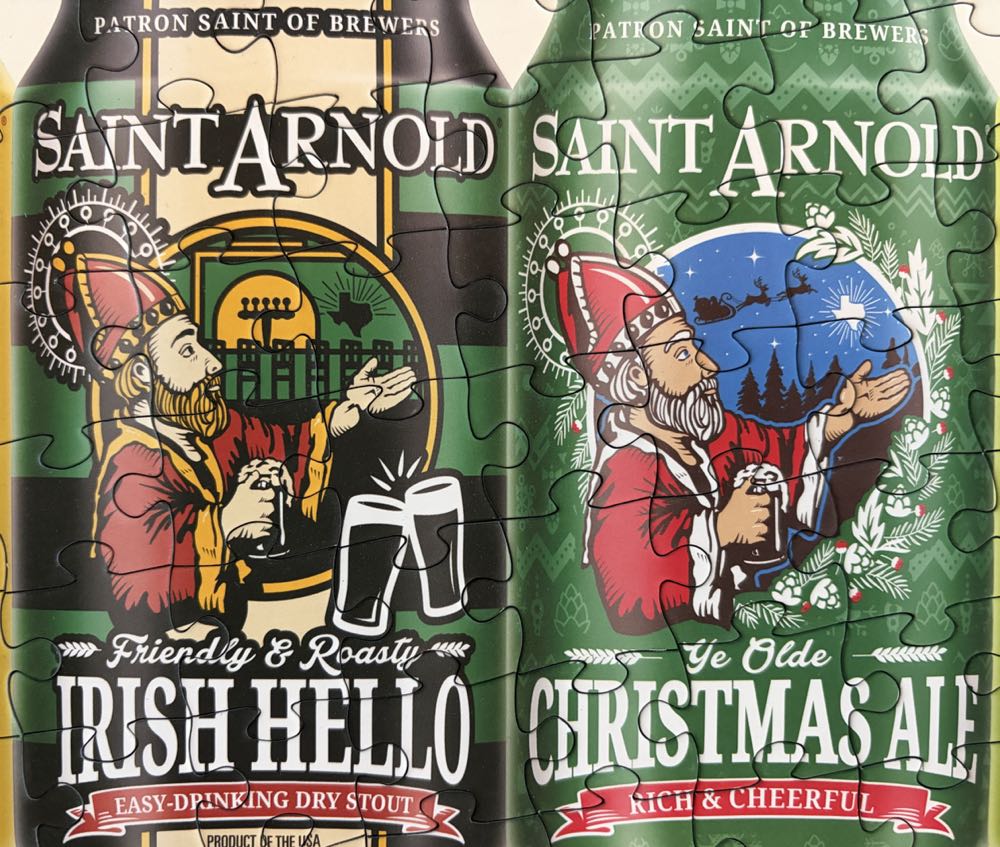 PATRON SAINT OF BREWERS
SAINT ARNOLD
Friendly & Roasty
IRISH HELLO
EASY-DRINKING DRY STOUT
PRODUCT OF THE USA
PATRON SAINT OF BREWERS
SAINT ARNOLD
Ye Olde
CHRISTMAS ALE
RICH & CHEERFUL